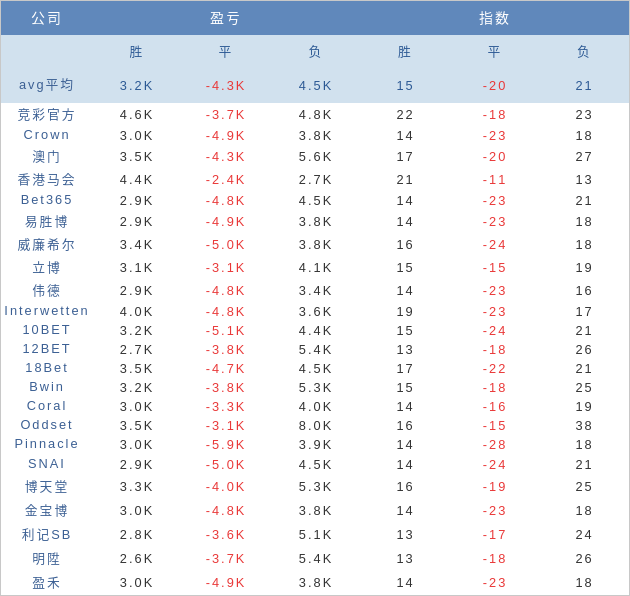 公司 盈亏 指数
胜 平 负 胜 平 负
avg平均 3.2K -4.3K 4.5K 15 -20 21
竞彩官方 4.6K -3.7K 4.8K 22 -18 23
Crown 3.0K -4.9K 3.8K 14 -23 18
澳门 3.5K -4.3K 5.6K 17 -20 27
香港马会 4.4K -2.4K 2.7K 21 -11 13
Bet365 2.9K -4.8K 4.5K 14 -23 21
易胜博 2.9K -4.9K 3.8K 14 -23 18
威廉希尔 3.4K -5.0K 3.8K 16 -24 18
立博 3.1K -3.1K 4.1K 15 -15 19
伟德 2.9K -4.8K 3.4K 14 -23 16
Interwetten 4.0K -4.8K 3.6K 19 -23 17
10BET 3.2K -5.1K 4.4K 15 -24 21
12BET 2.7K -3.8K 5.4K 13 -18 26
18Bet 3.5K -4.7K 4.5K 17 -22 21
Bwin 3.2K -3.8K 5.3K 15 -18 25
Coral 3.0K -3.3K 4.0K 14 -16 19
Oddset 3.5K -3.1K 8.0K 16 -15 38
Pinnacle 3.0K -5.9K 3.9K 14 -28 18
SNAI 2.9K -5.0K 4.5K 14 -24 21
博天堂 3.3K -4.0K 5.3K 16 -19 25
金宝博 3.0K -4.8K 3.8K 14 -23 18
利记SB 2.8K -3.6K 5.1K 13 -17 24
明陞 2.6K -3.7K 5.4K 13 -18 26
盈禾 3.0K -4.9K 3.8K 14 -23 18